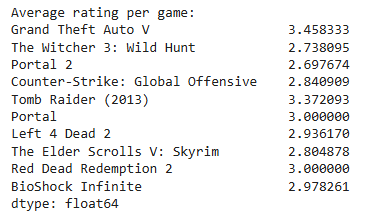 Average rating per game:
Grand Theft Auto V                  3.458333
The Witcher 3: Wild Hunt            2.738095
Portal 2                            2.697674
Counter-Strike: Global Offensive    2.840909
Tomb Raider (2013)                  3.372093
Portal                              3.000000
Left 4 Dead 2                       2.936170
The Elder Scrolls V: Skyrim         2.804878
Red Dead Redemption 2               3.000000
BioShock Infinite                   2.978261
dtype: float64